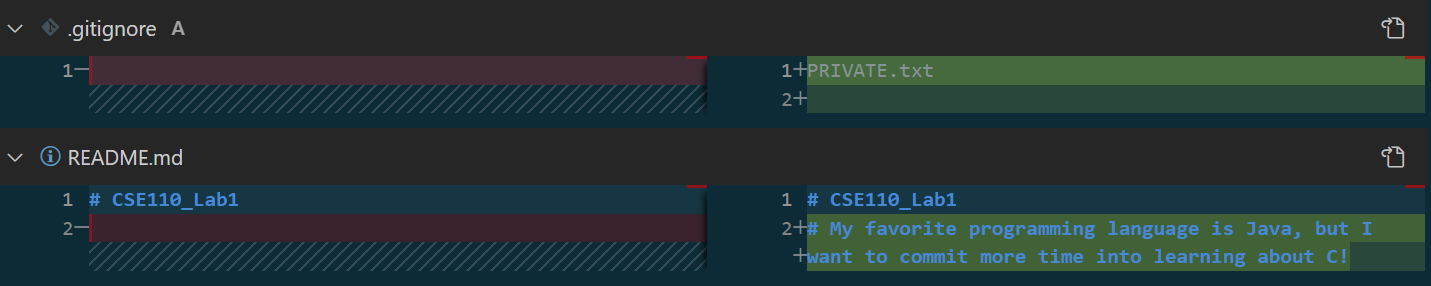 .gitignore A
1− 1+ PRIVATE.txt
2+
README.md
1 # CSE110_Lab1 1 # CSE110_Lab1
2− 2+ # My favorite programming language is Java, but I
+ want to commit more time into learning about C!